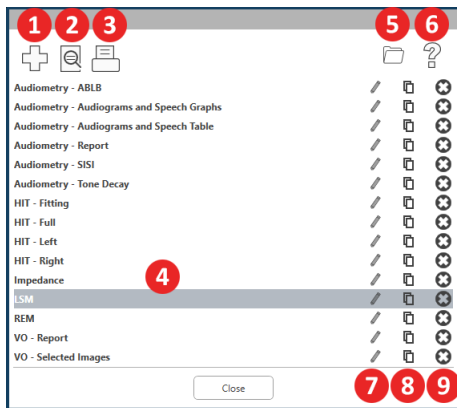 1 2 3 5 6
?
Audiometry - ABLB
Audiometry - Audiograms and Speech Graphs
Audiometry - Audiograms and Speech Table
Audiometry - Report
Audiometry - SISI
Audiometry - Tone Decay
HIT - Fitting
HIT - Full
HIT - Left
HIT - Right
Impedance
4
LSM
REM
VO - Report
VO - Selected Images
Close
7 8 9